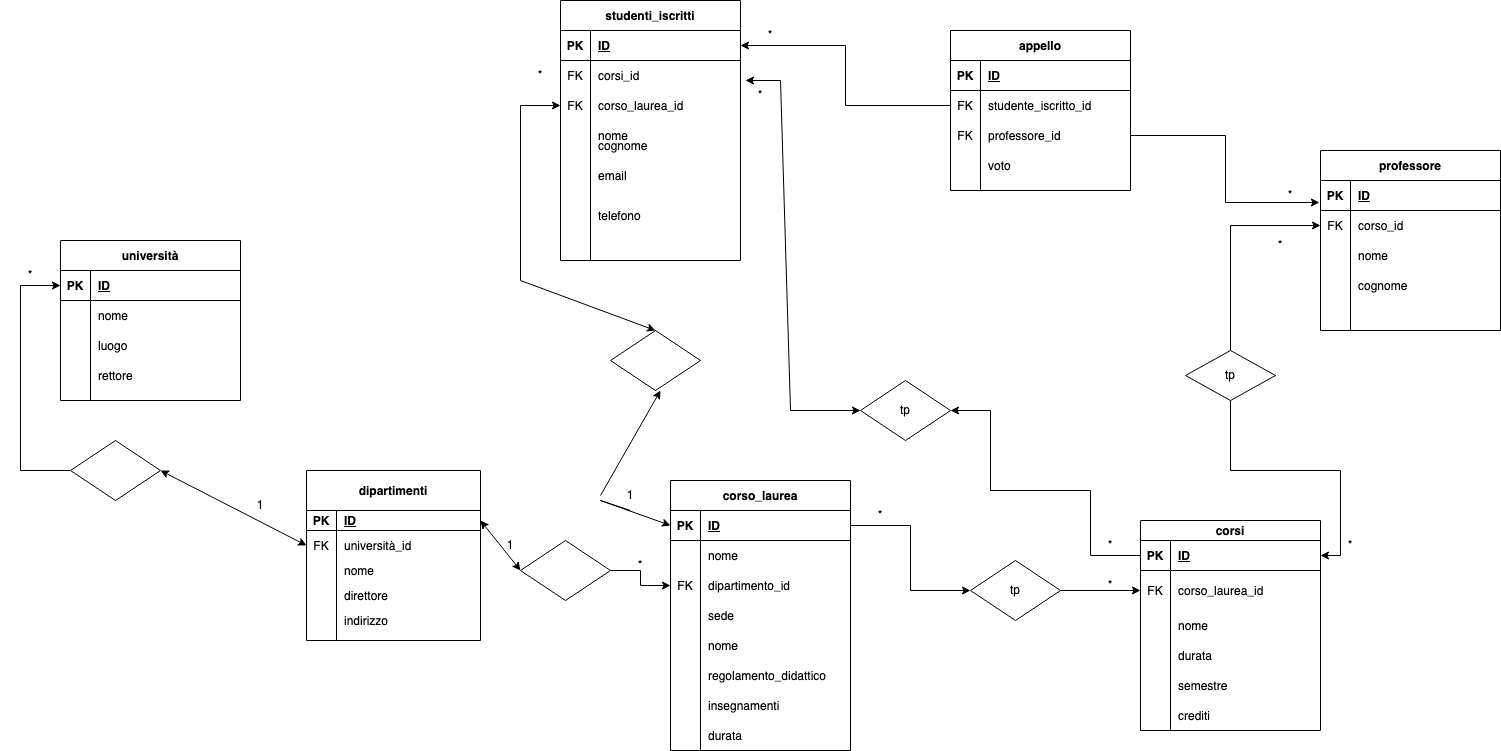 studenti_iscritti
PK ID
* FK corsi_id
FK corso_laurea_id
nome
cognome
email
telefono
*
*
appello
PK ID
FK studente_iscritto_id
FK professore_id
voto
professore
* PK ID
FK corso_id
*
nome
cognome
università
* PK ID
nome
luogo
rettore
tp
tp
1
dipartimenti
PK ID
FK università_id
nome
direttore
indirizzo
1
*
1
corso_laurea
PK ID
nome
FK dipartimento_id
sede
nome
regolamento_didattico
insegnamenti
durata
*
tp
*
*
corsi
PK ID
*
FK corso_laurea_id
nome
durata
semestre
crediti